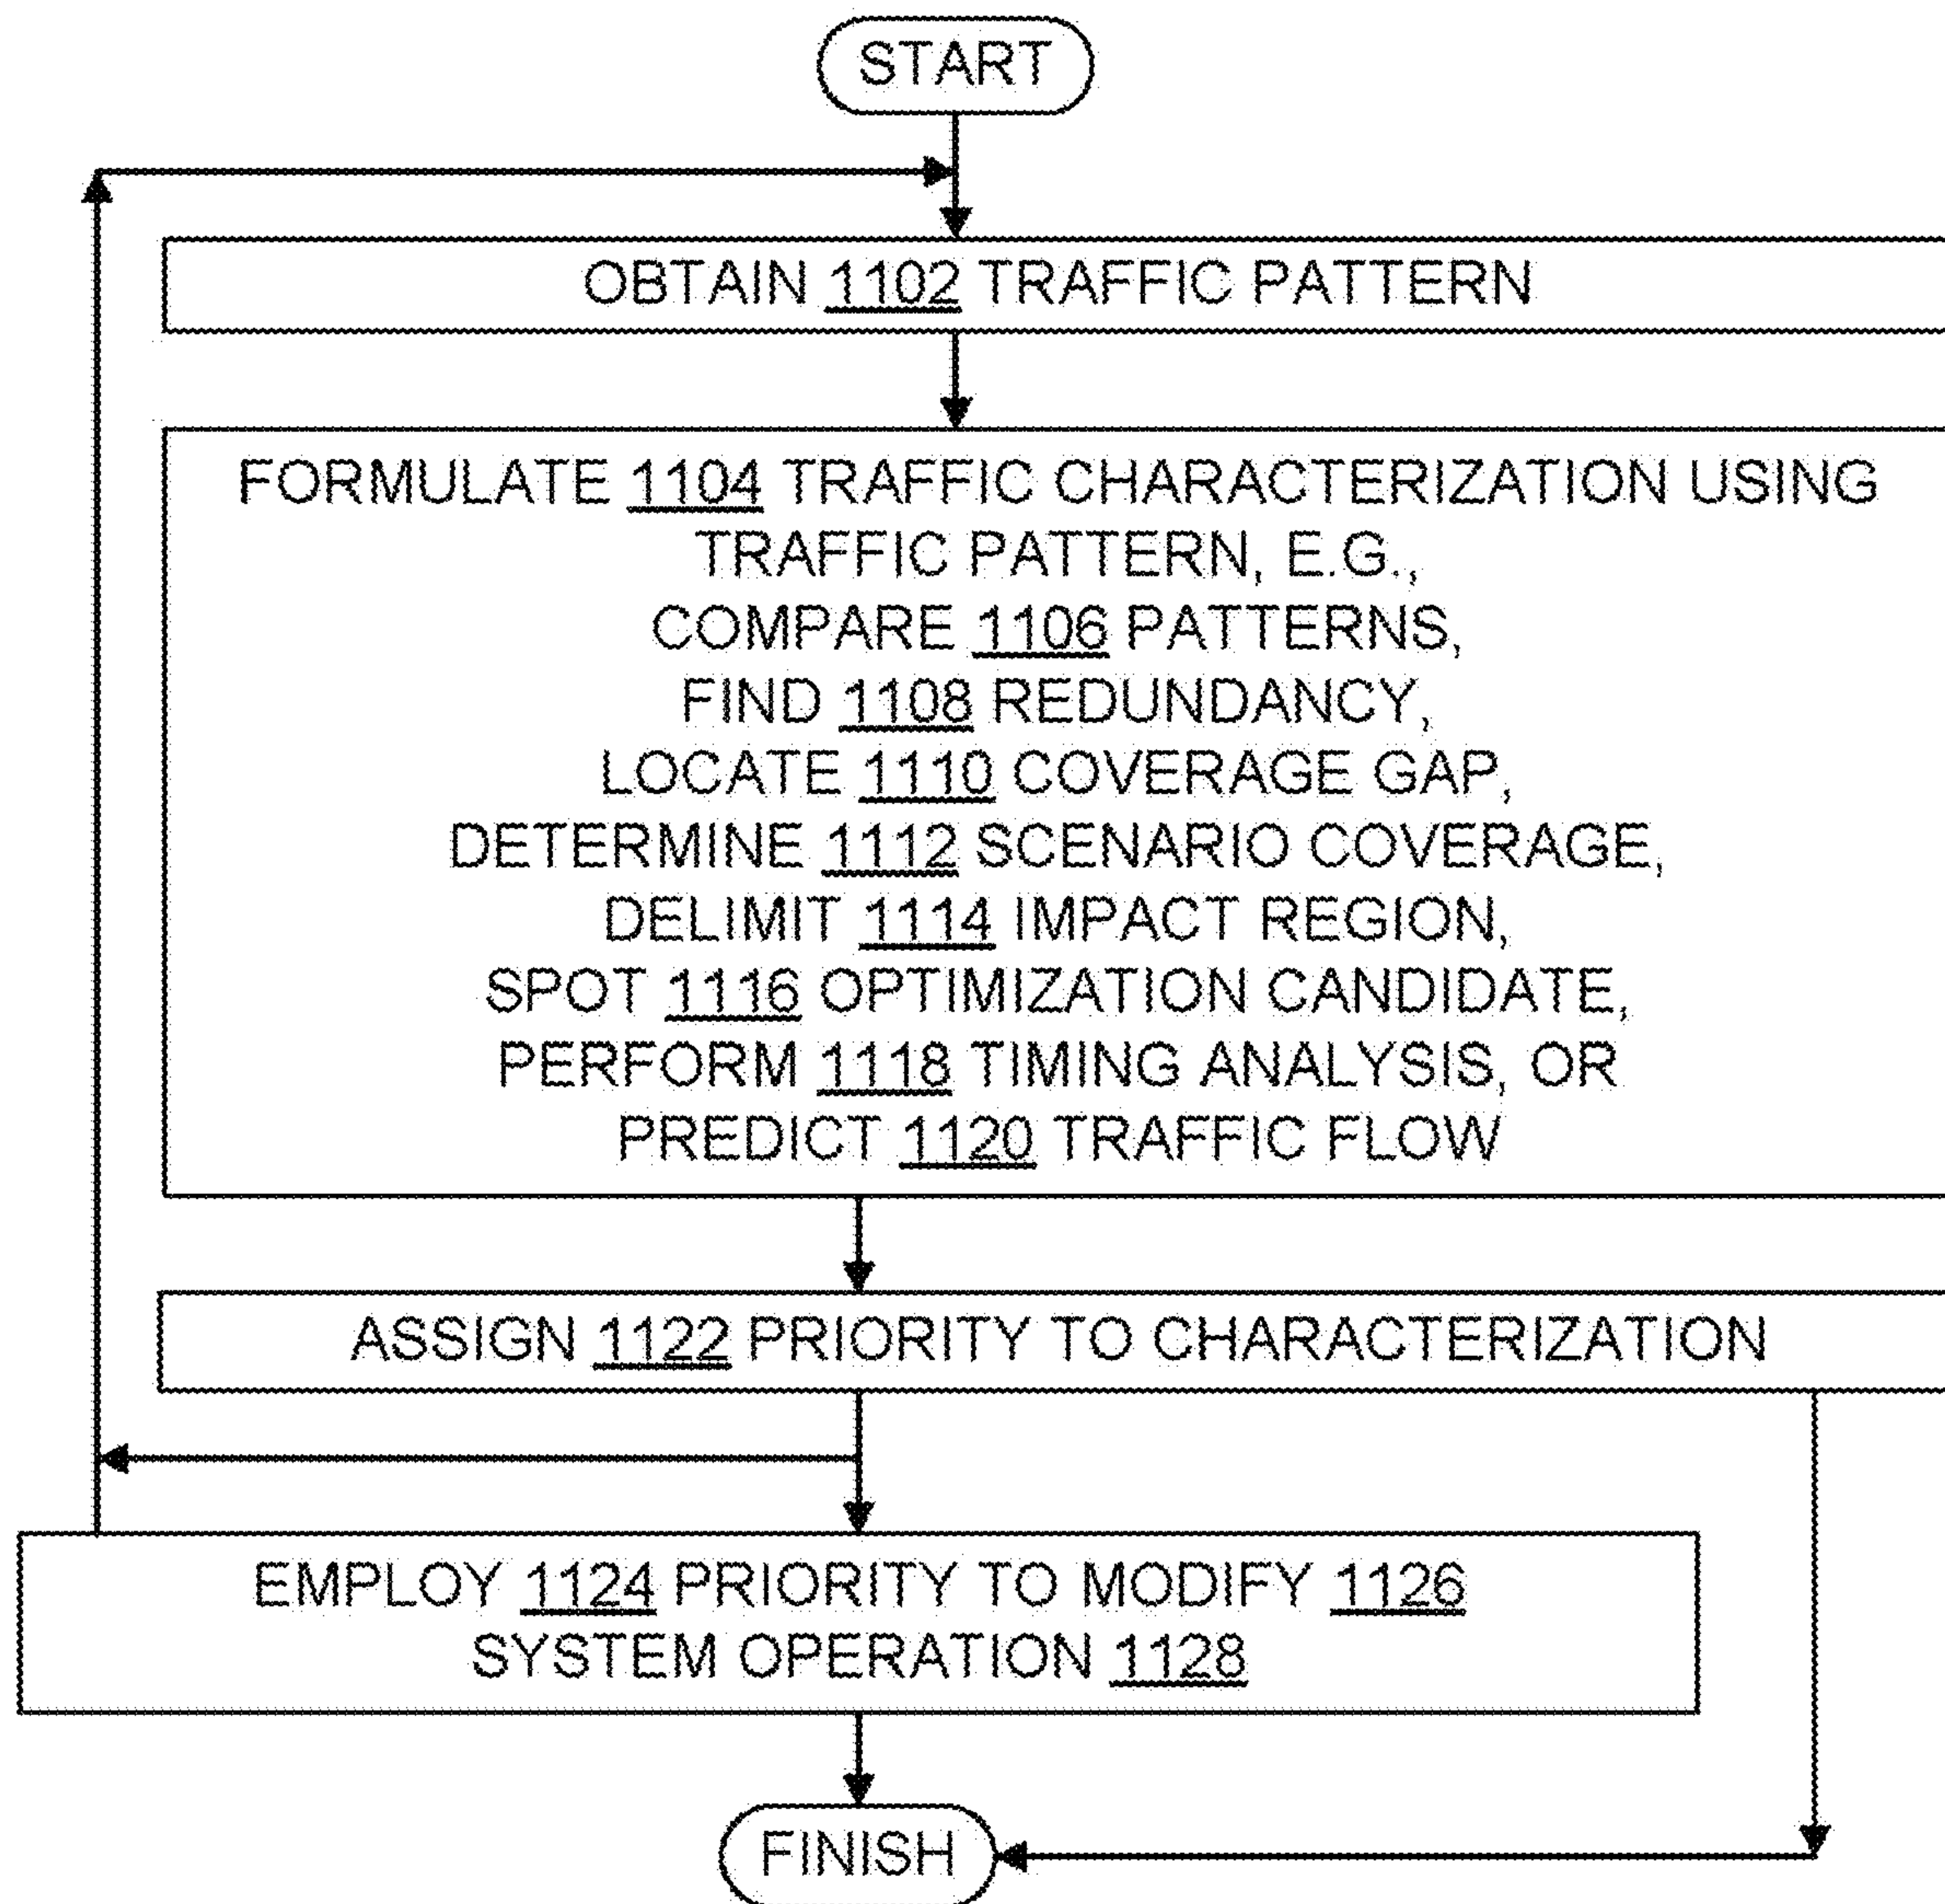 START
OBTAIN 1102 TRAFFIC PATTERN
FORMULATE 1104 TRAFFIC CHARACTERIZATION USING
TRAFFIC PATTERN, E.G.,
COMPARE 1106 PATTERNS,
FIND 1108 REDUNDANCY,
LOCATE 1110 COVERAGE GAP,
DETERMINE 1112 SCENARIO COVERAGE,
DELIMIT 1114 IMPACT REGION,
SPOT 1116 OPTIMIZATION CANDIDATE,
PERFORM 1118 TIMING ANALYSIS, OR
PREDICT 1120 TRAFFIC FLOW
ASSIGN 1122 PRIORITY TO CHARACTERIZATION
EMPLOY 1124 PRIORITY TO MODIFY 1126
SYSTEM OPERATION 1128
FINISH